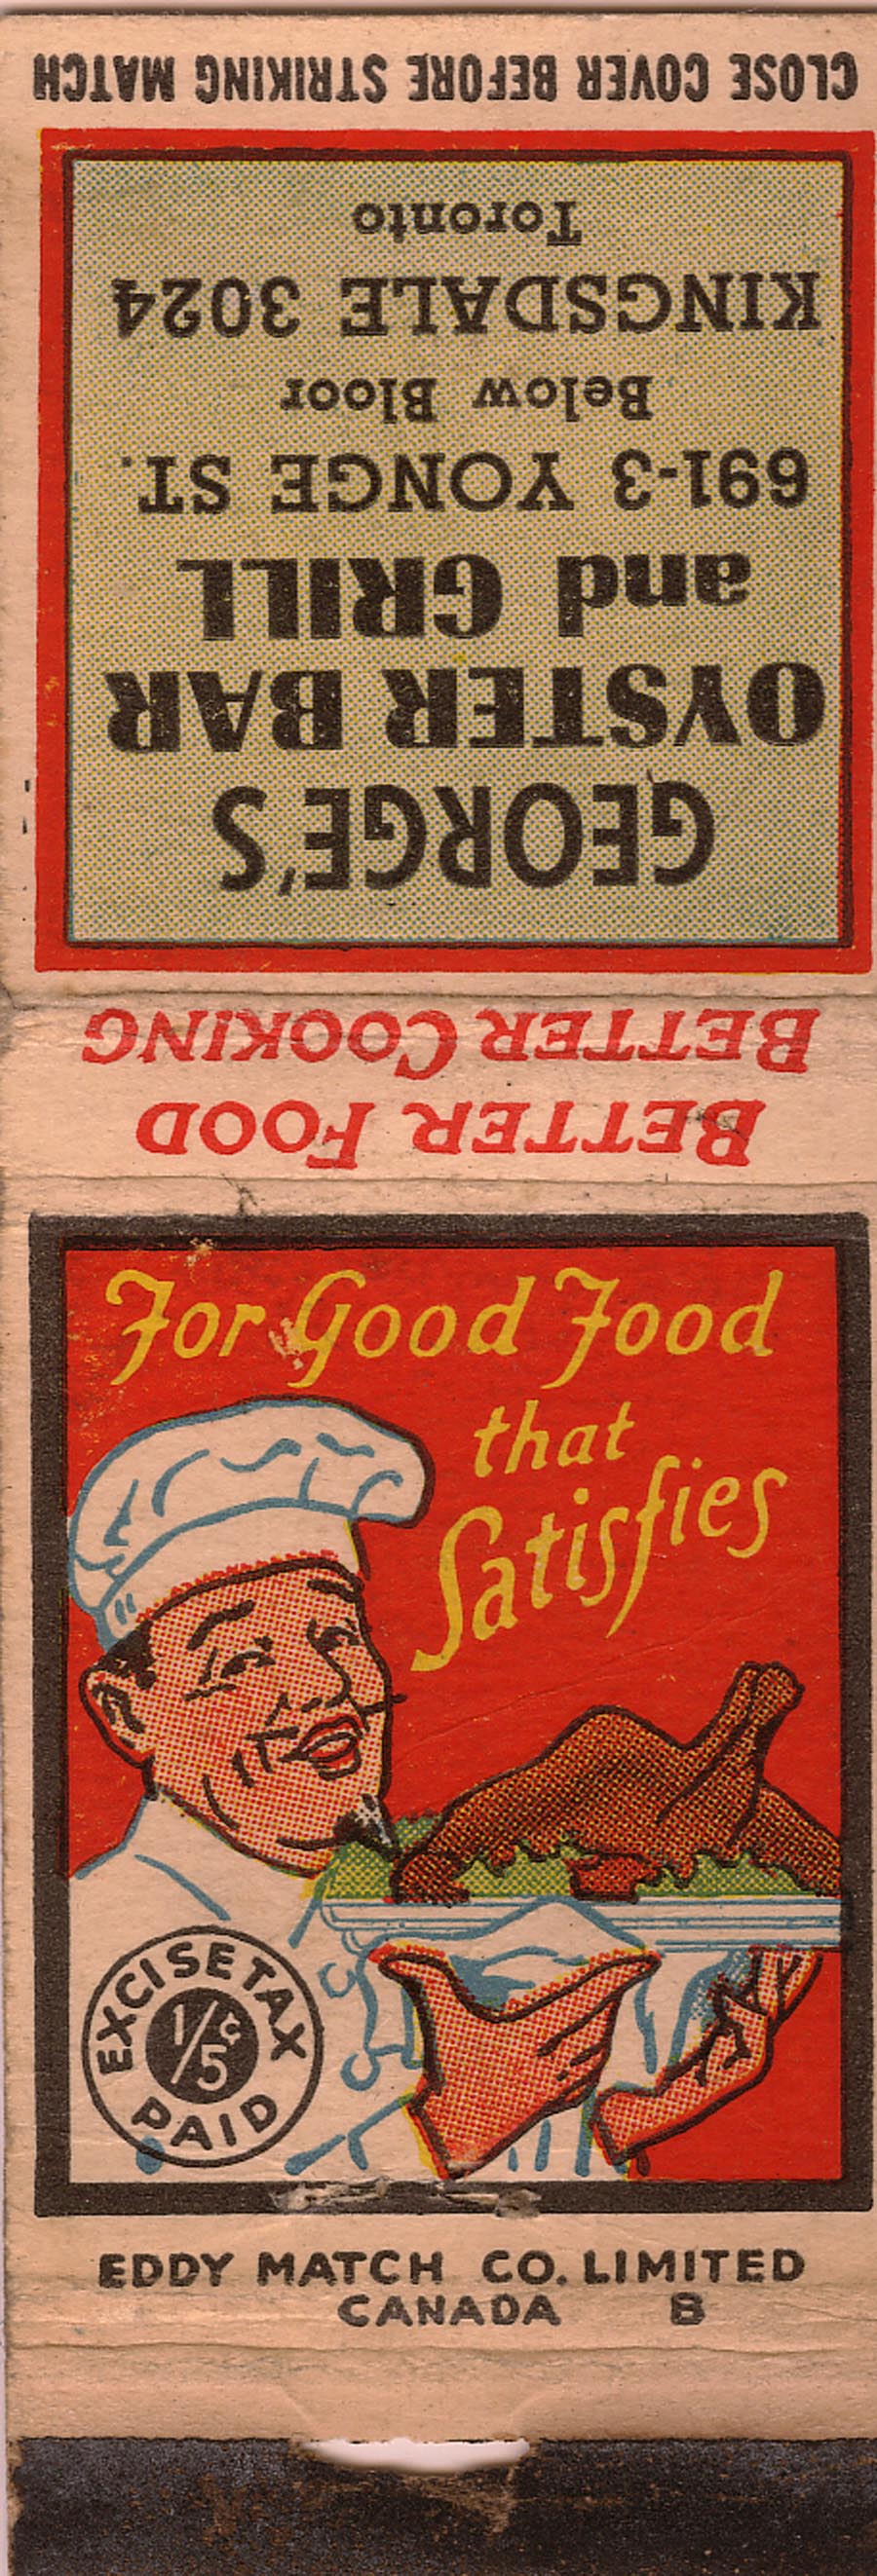 CLOSE COVER BEFORE STRIKING MATCH
GEORGE'S
OYSTER BAR
and GRILL
691-3 YONGE ST.
Below Bloor
KINGSDALE 3024
Toronto
BETTER FOOD
BETTER COOKING
For Good Food
that
Satisfies
EXCISE TAX
1/5¢
PAID
EDDY MATCH CO. LIMITED
CANADA B